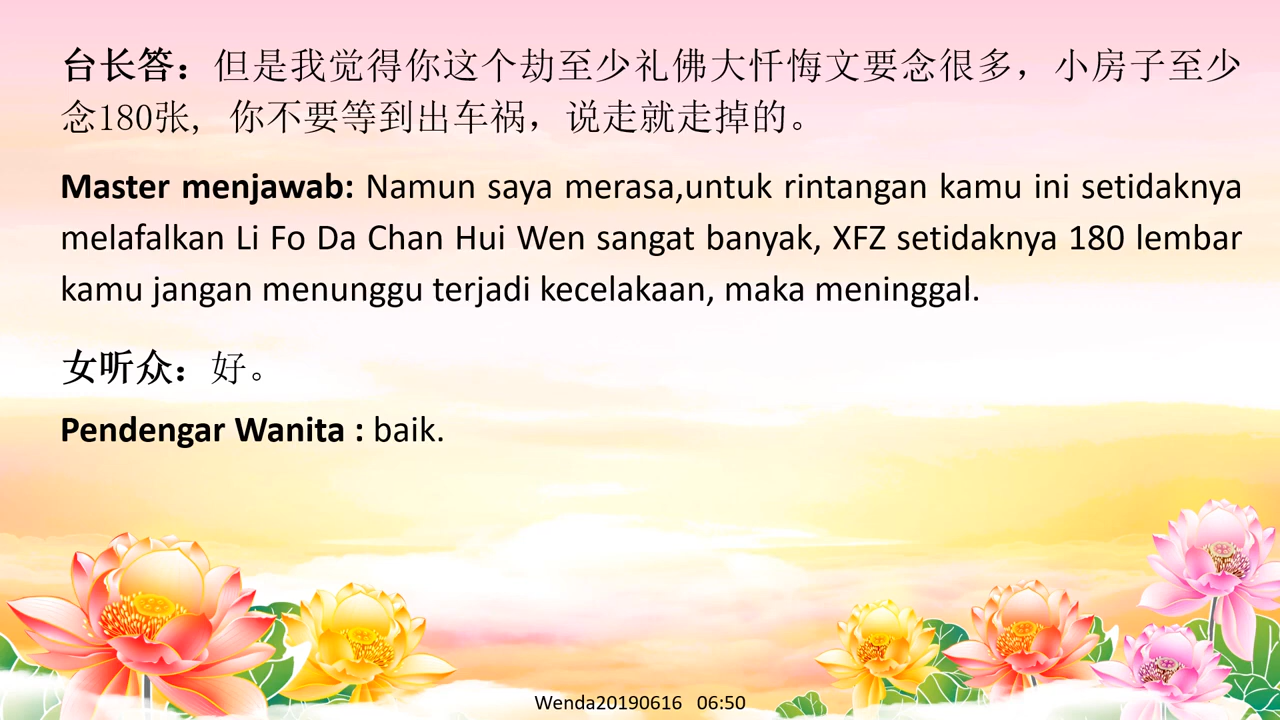 台长答：但是我觉得你这个劫至少礼佛大忏悔文要念很多，小房子至少
念180张, 你不要等到出车祸，说走就走掉的。
Master menjawab: Namun saya merasa,untuk rintangan kamu ini setidaknya
melafalkan Li Fo Da Chan Hui Wen sangat banyak, XFZ setidaknya 180 lembar
kamu jangan menunggu terjadi kecelakaan, maka meninggal.
女听众：好。
Pendengar Wanita : baik.
Wenda20190616 06:50